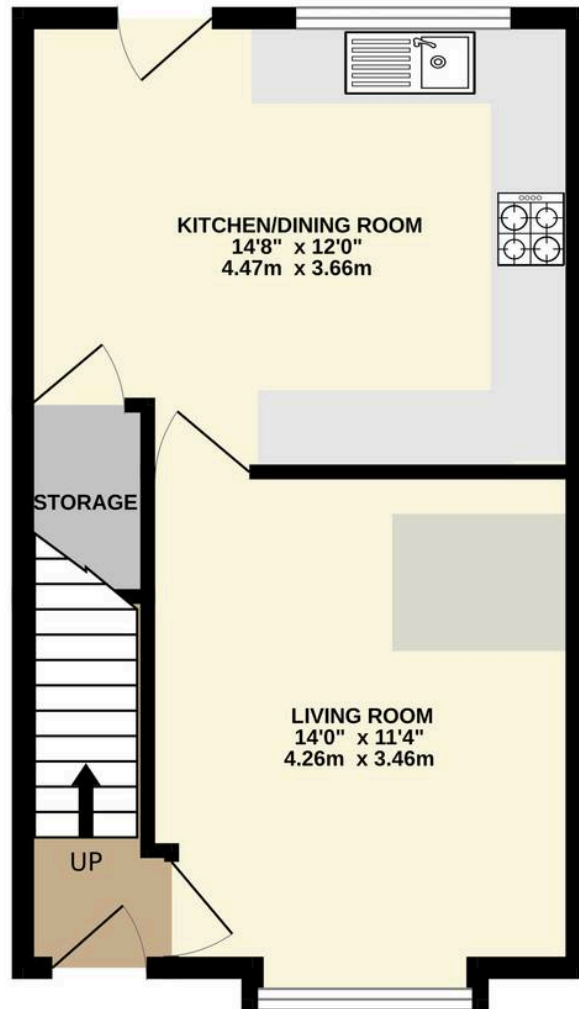 KITCHEN/DINING ROOM
14'8" x 12'0"
4.47m x 3.66m
STORAGE
LIVING ROOM
14'0" x 11'4"
4.26m x 3.46m
UP